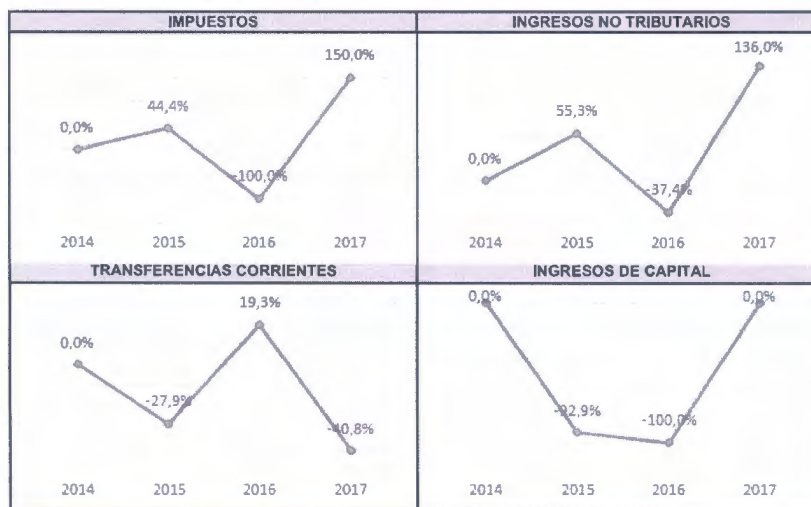 IMPUESTOS
150,0%
44,4%
0,0%
-100,0%
2014 2015 2016 2017
INGRESOS NO TRIBUTARIOS
136,0%
55,3%
0,0%
-37,4%
2014 2015 2016 2017
TRANSFERENCIAS CORRIENTES
19,3%
0,0%
-27,9%
-40,8%
2014 2015 2016 2017
INGRESOS DE CAPITAL
0,0% 0,0%
-92,9%
-100,0%
2014 2015 2016 2017